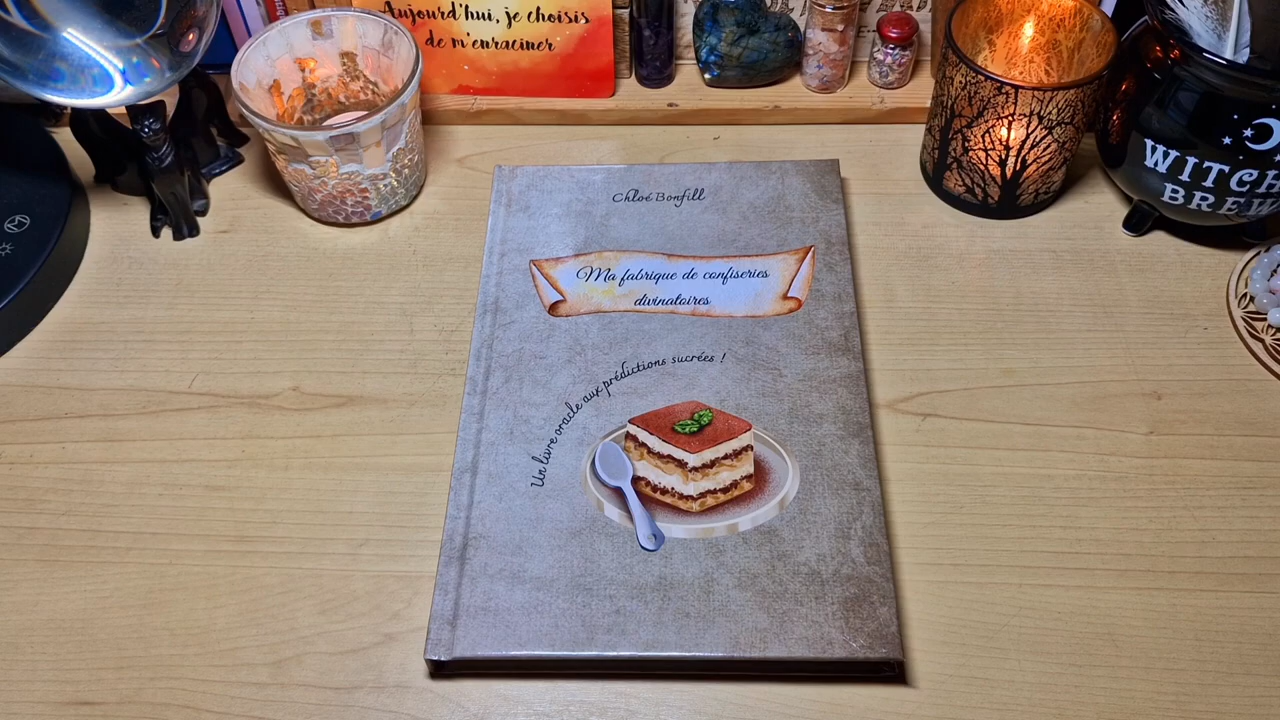 Aujourd'hui, je choisis
de m'enraciner
Chloé Bonfill
Ma fabrique de confiseries
divinatoires
Un livre oracle aux prédictions sucrées !
WITCH
BREW